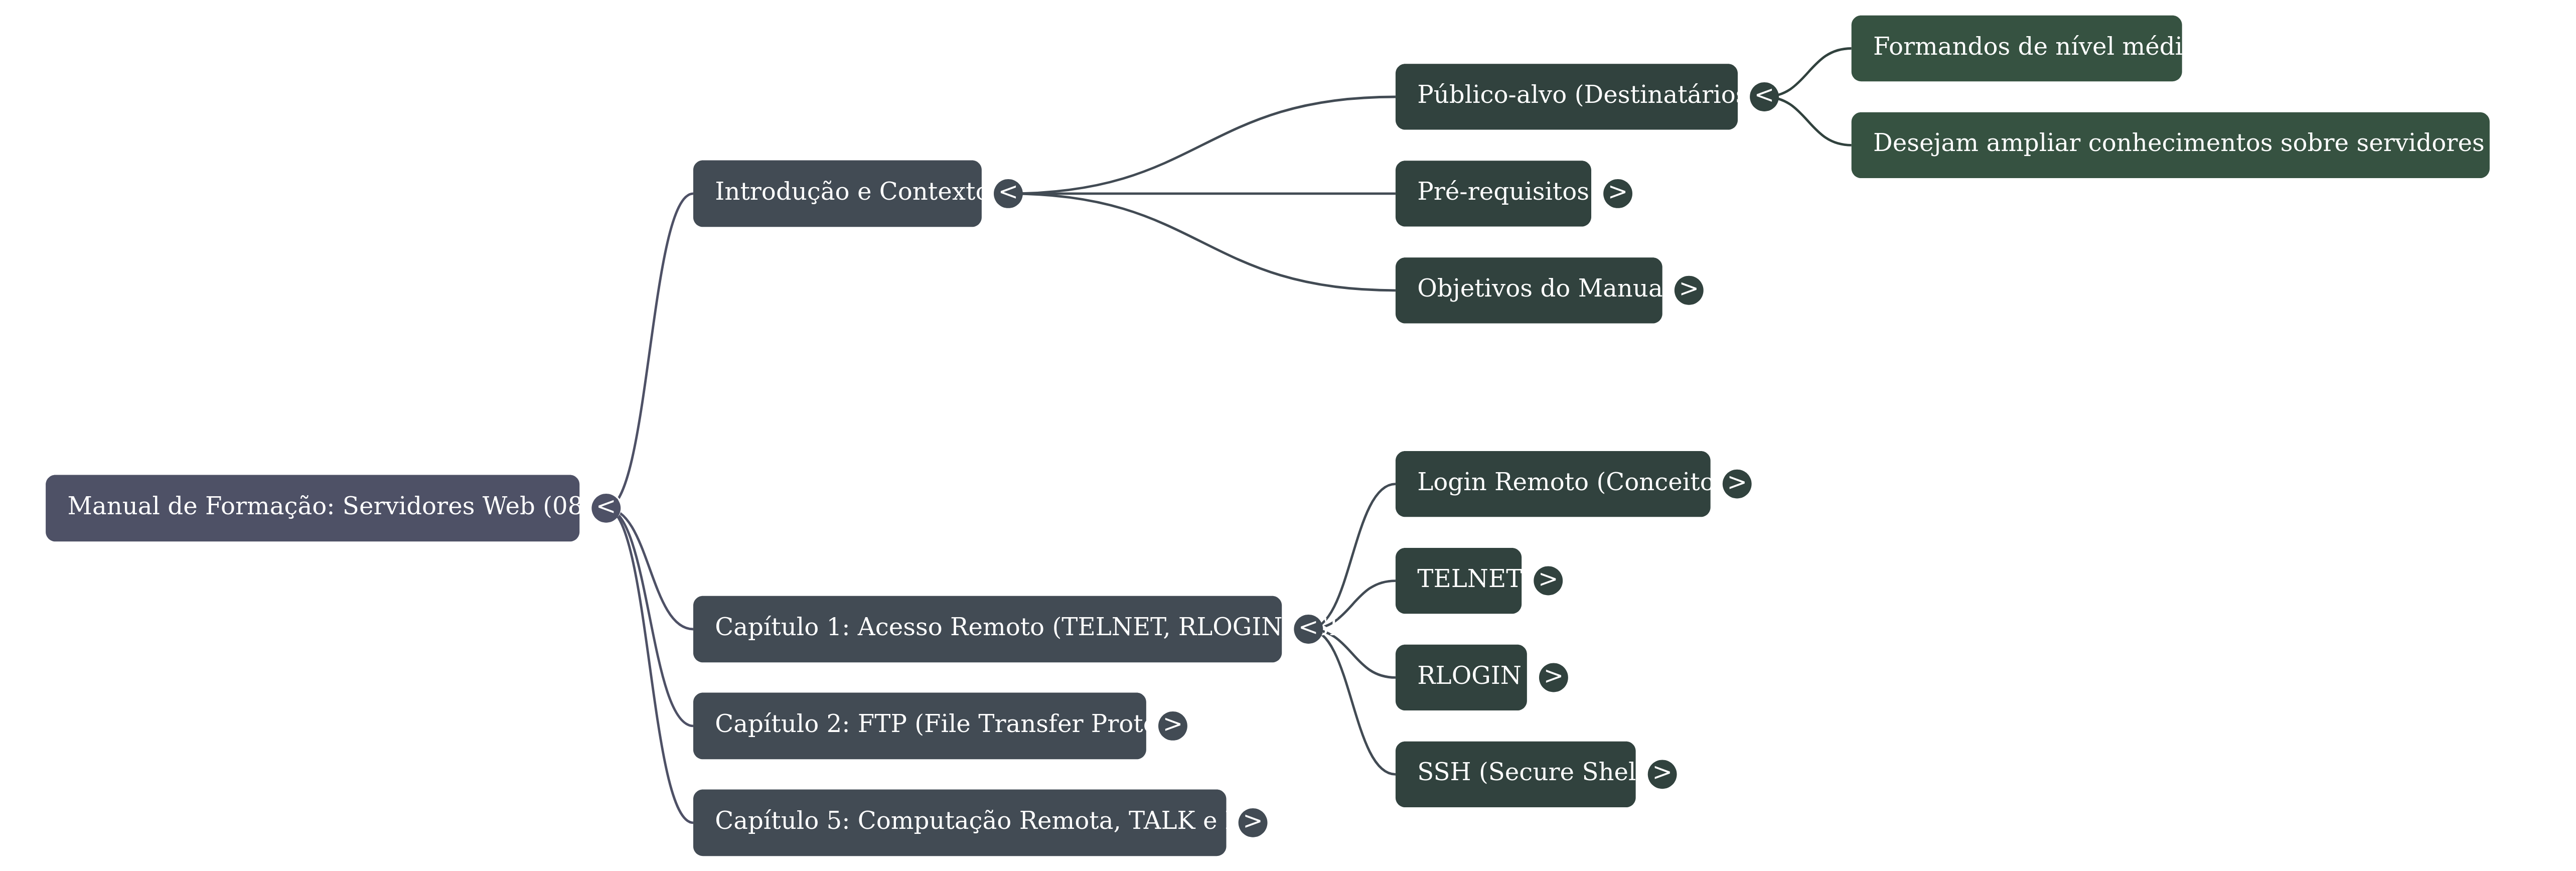 Formandos de nível médi
Público-alvo (Destinatários
<
Desejam ampliar conhecimentos sobre servidores
Introdução e Contexto
<
Pré-requisitos
>
Objetivos do Manua
>
Manual de Formação: Servidores Web (08
<
Login Remoto (Conceito
>
TELNET
>
Capítulo 1: Acesso Remoto (TELNET, RLOGIN
<
RLOGIN
>
Capítulo 2: FTP (File Transfer Proto
>
SSH (Secure Shel
>
Capítulo 5: Computação Remota, TALK e
>